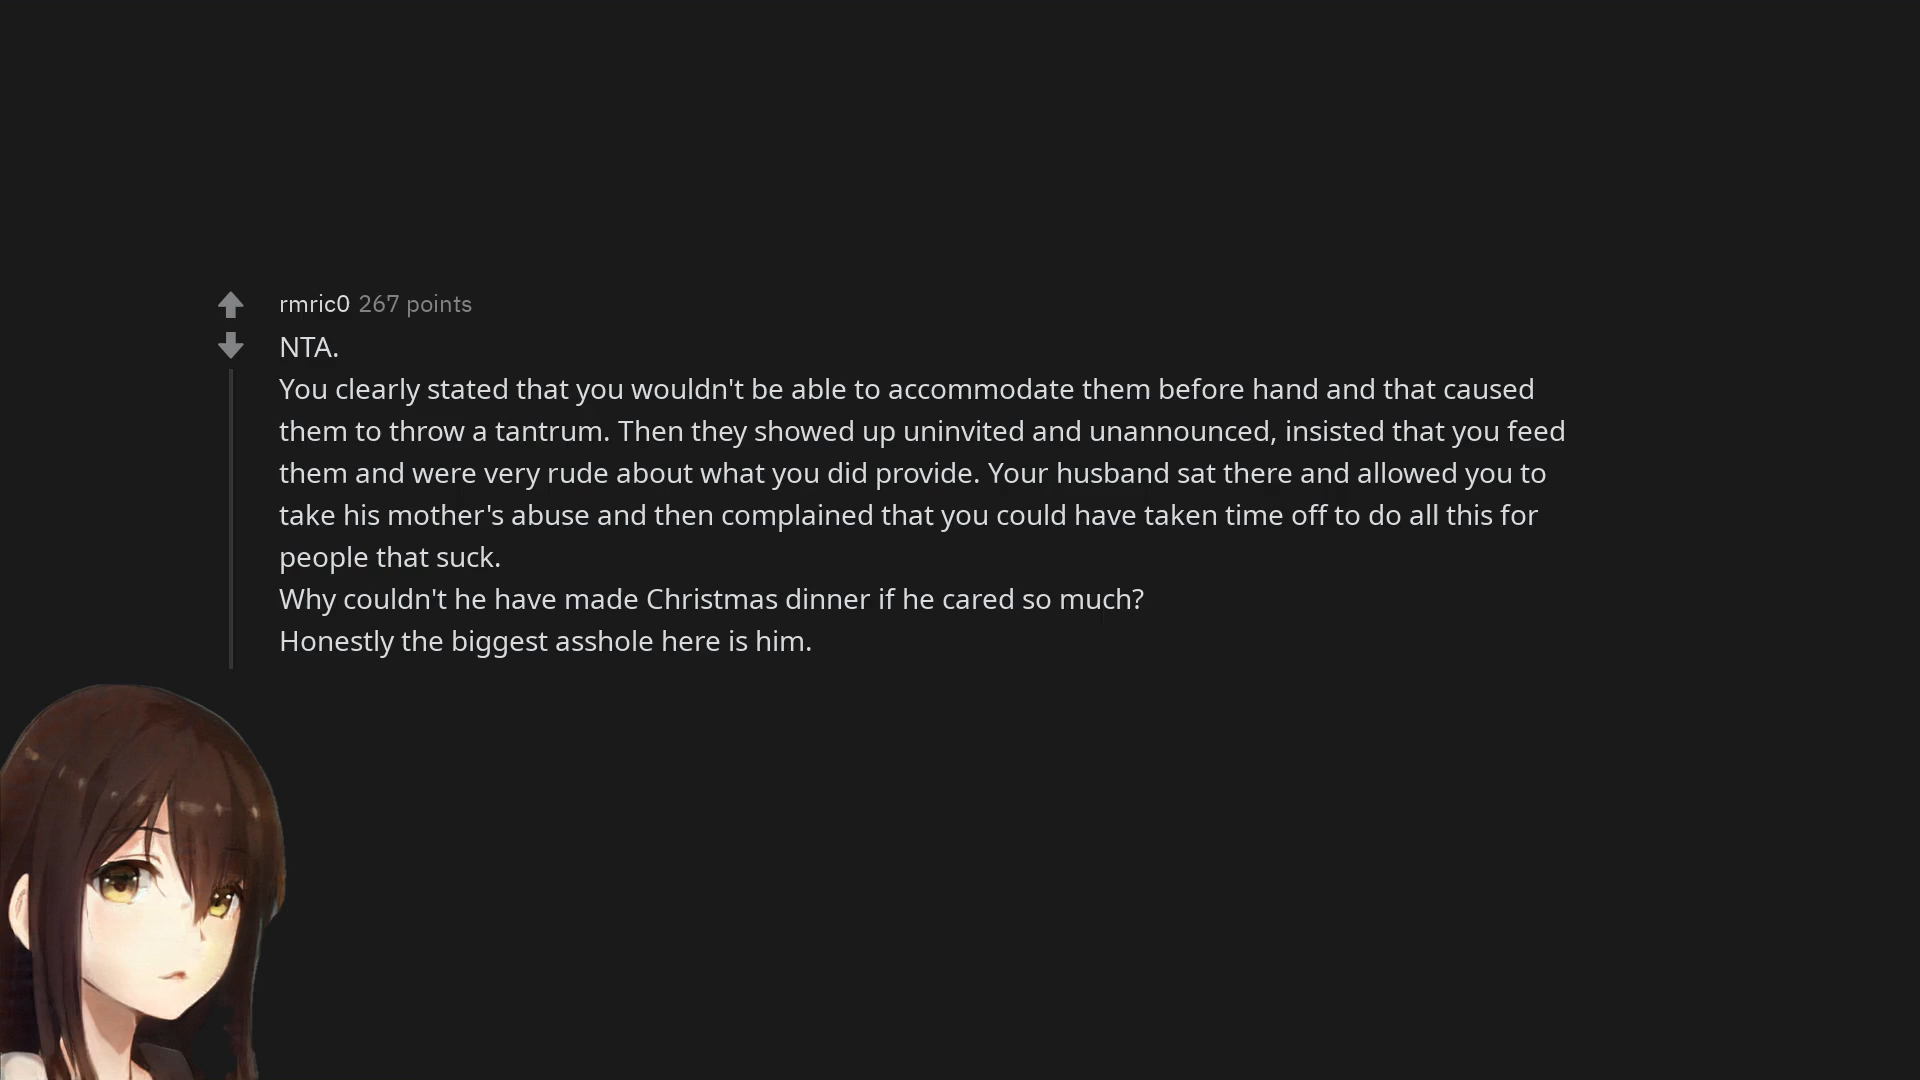 rmric0 267 points
NTA.
You clearly stated that you wouldn't be able to accommodate them before hand and that caused
them to throw a tantrum. Then they showed up uninvited and unannounced, insisted that you feed
them and were very rude about what you did provide. Your husband sat there and allowed you to
take his mother's abuse and then complained that you could have taken time off to do all this for
people that suck.
Why couldn't he have made Christmas dinner if he cared so much?
Honestly the biggest asshole here is him.